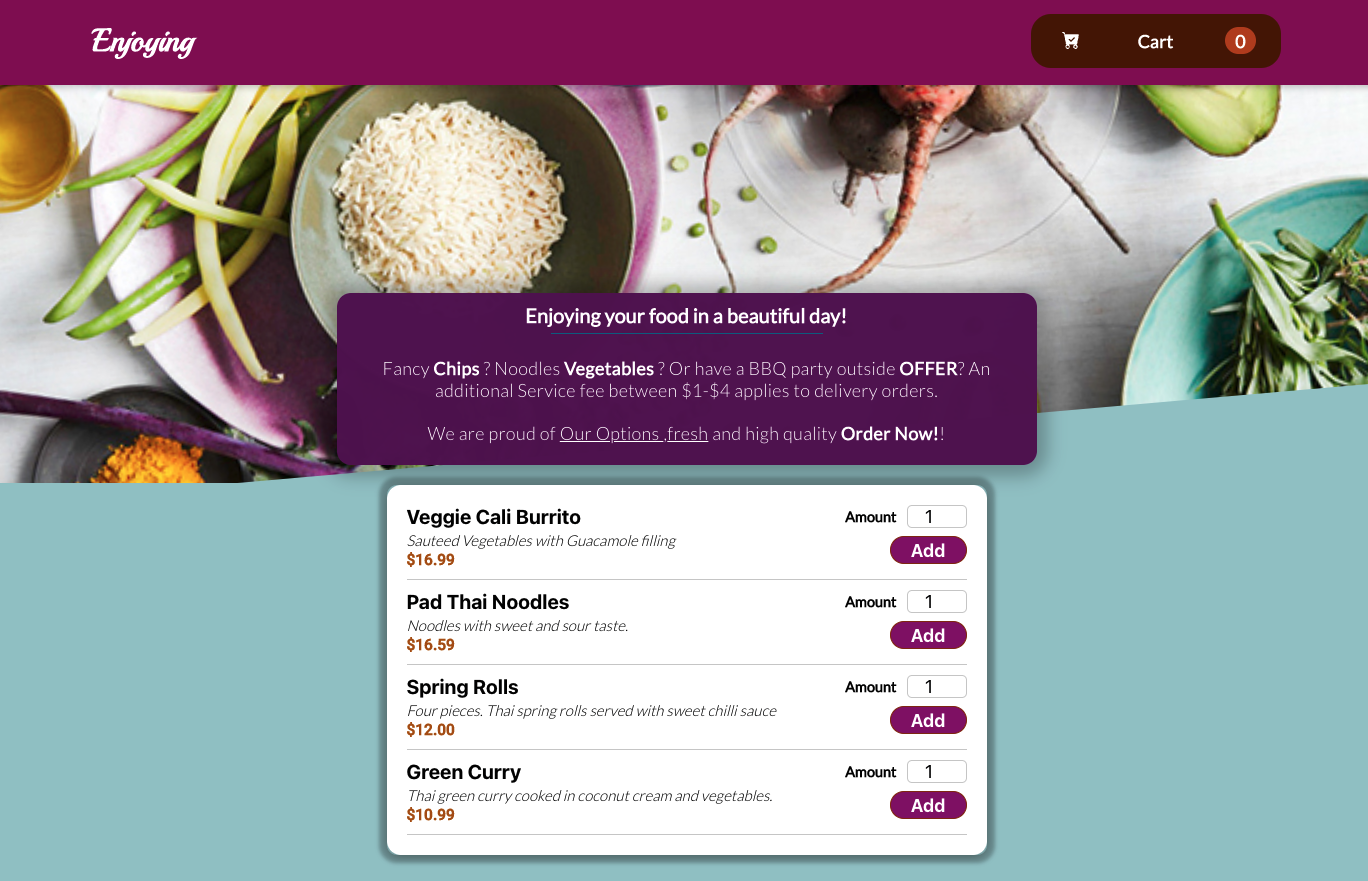 Enjoying
Cart 0
Enjoying your food in a beautiful day!
Fancy Chips ? Noodles Vegetables ? Or have a BBQ party outside OFFER? An
additional Service fee between $1-$4 applies to delivery orders.
We are proud of Our Options ,fresh and high quality Order Now!!
Veggie Cali Burrito
Amount 1
Sauteed Vegetables with Guacamole filling
Add
$16.99
Pad Thai Noodles
Amount 1
Noodles with sweet and sour taste.
Add
$16.59
Spring Rolls
Amount 1
Four pieces. Thai spring rolls served with sweet chilli sauce
Add
$12.00
Green Curry
Amount 1
Thai green curry cooked in coconut cream and vegetables.
Add
$10.99